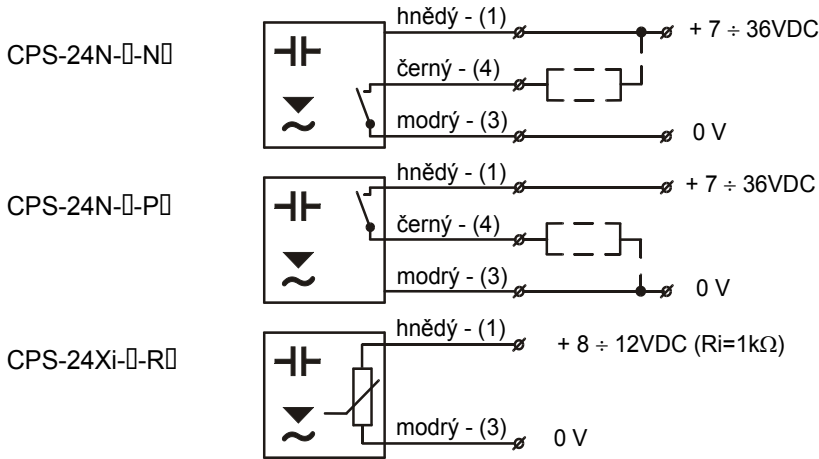 hnědý - (1)
+ 7 ÷ 36VDC
CPS-24N-▯-N▯
černý - (4)
modrý - (3)
0 V
hnědý - (1)
+ 7 ÷ 36VDC
CPS-24N-▯-P▯
černý - (4)
modrý - (3)
0 V
hnědý - (1)
+ 8 ÷ 12VDC (Ri=1kΩ)
CPS-24Xi-▯-R▯
modrý - (3)
0 V